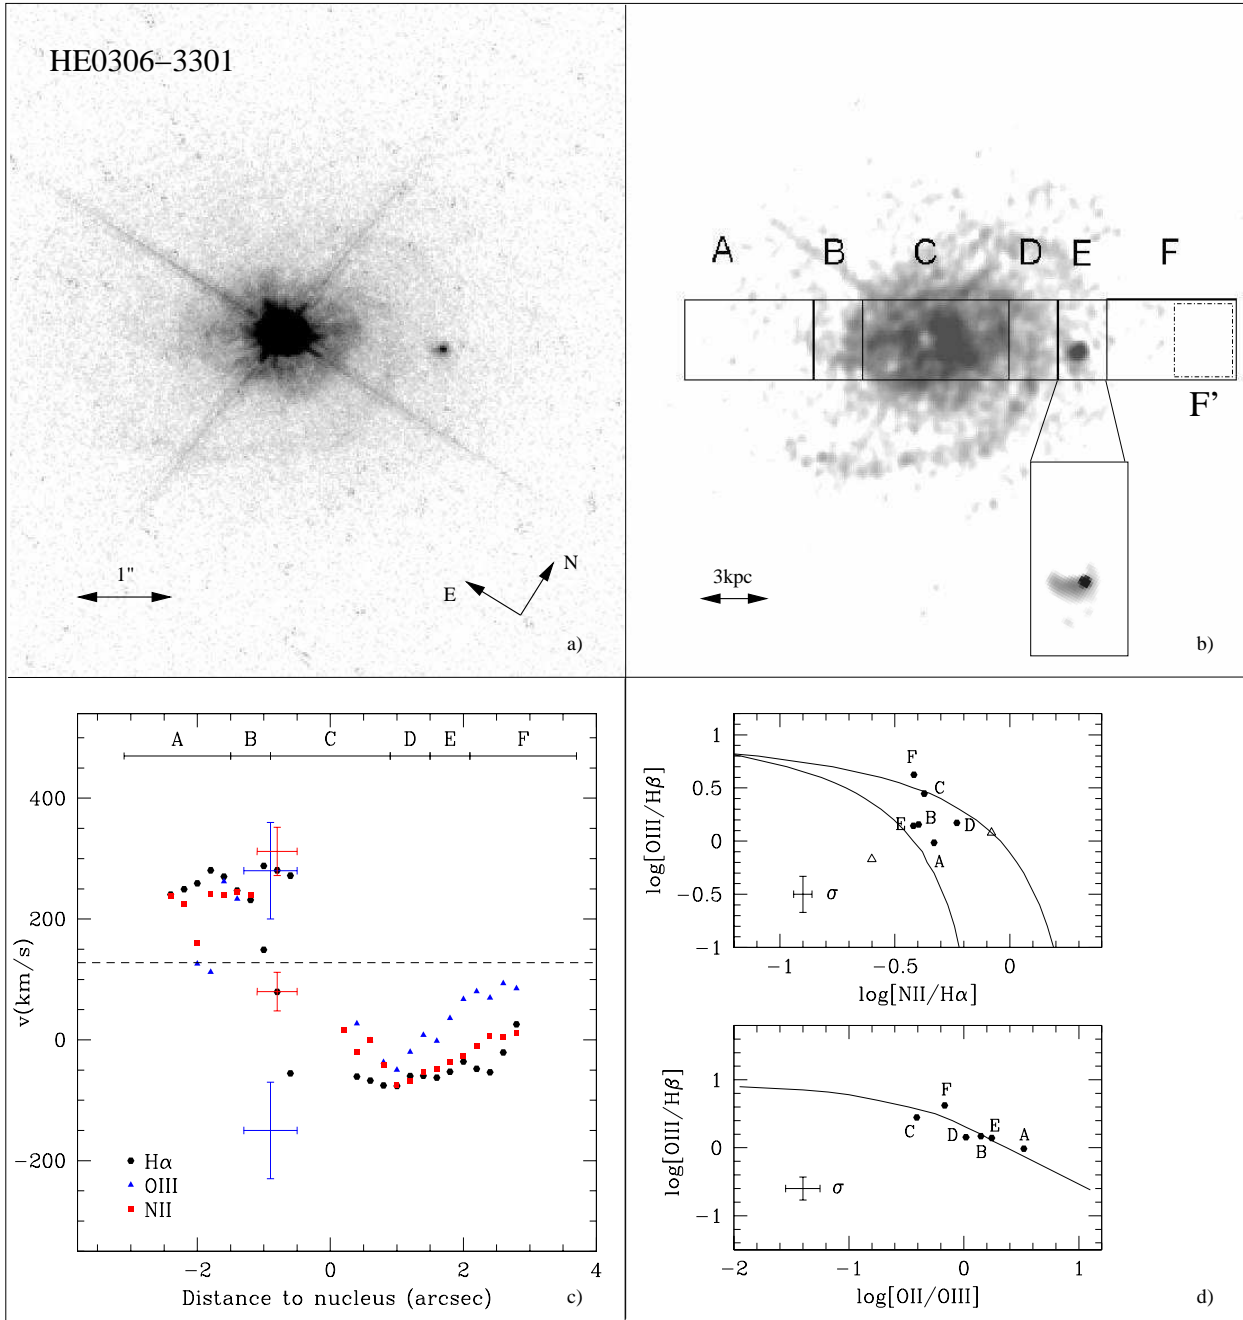 HE0306−3301
1"
E
N
a)
A B C D E F
F'
3kpc
b)
A B C D E F
400
200
0
−200
v(km/s)
Hα
OIII
NII
−2 0 2 4
Distance to nucleus (arcsec)
c)
1
0.5
0
−0.5
−1
log[OIII/Hβ]
F
C
E
B
D
A
σ
−1 −0.5 0
log[NII/Hα]
1
0
−1
log[OIII/Hβ]
F
C
D
B
E
A
σ
−2 −1 0 1
log[OII/OIII]
d)